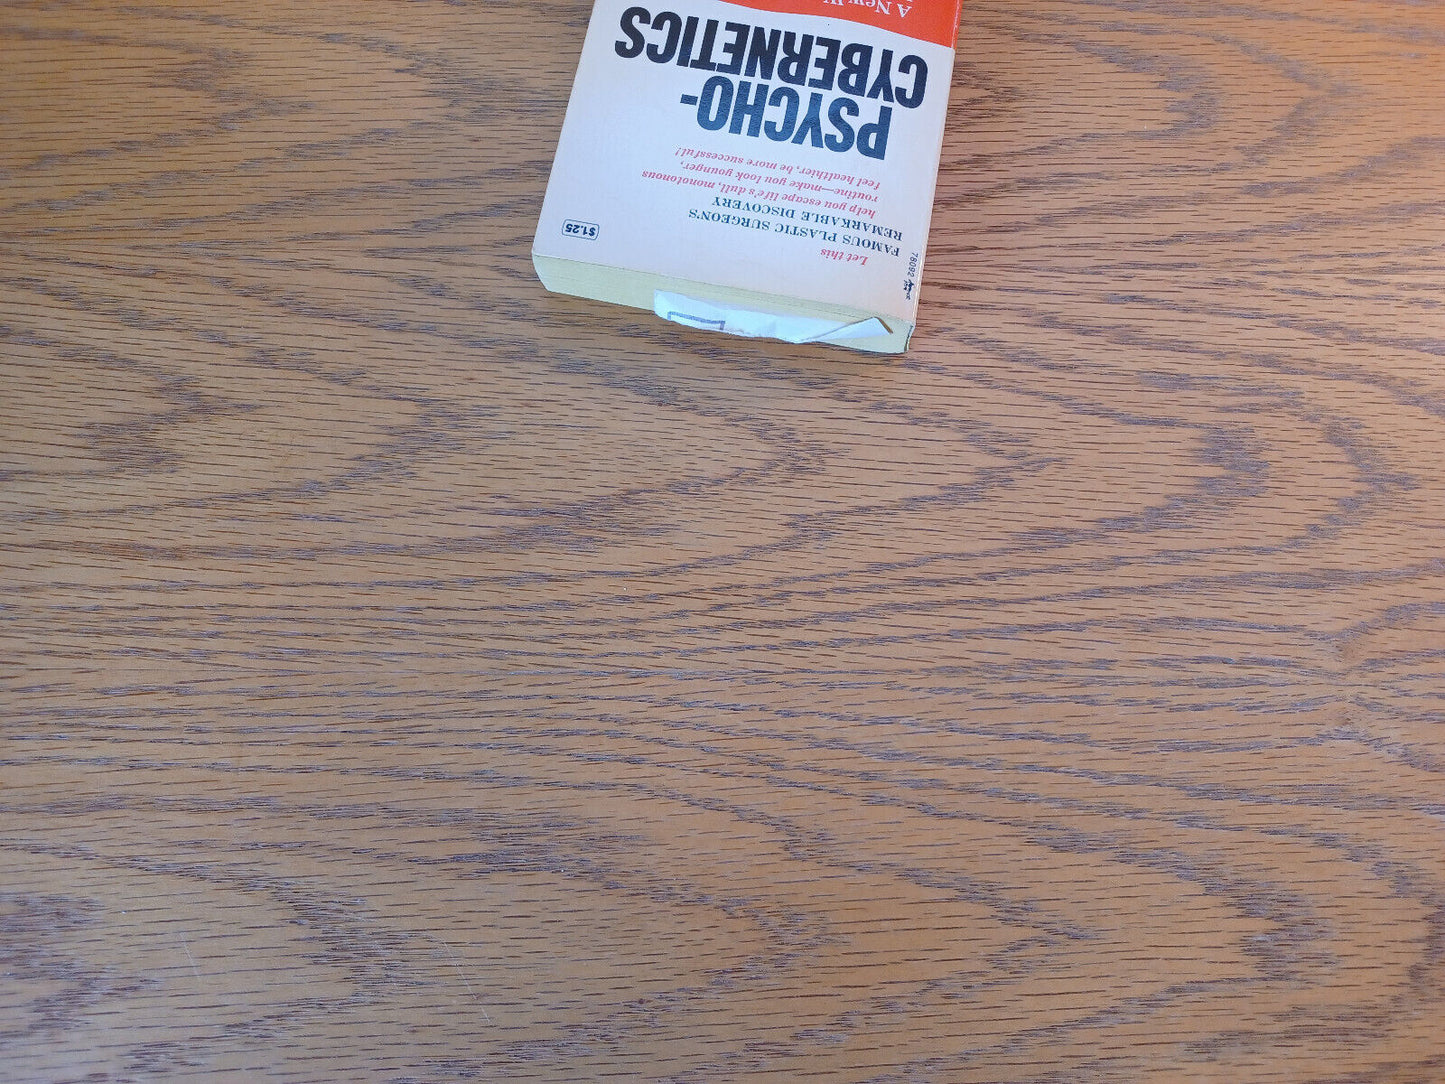 78092
$1.25
Let this
FAMOUS PLASTIC SURGEON'S
REMARKABLE DISCOVERY
help you escape life's dull, monotonous
routine—make you look younger,
feel healthier, be more successful!
PSYCHO-
CYBERNETICS
A New